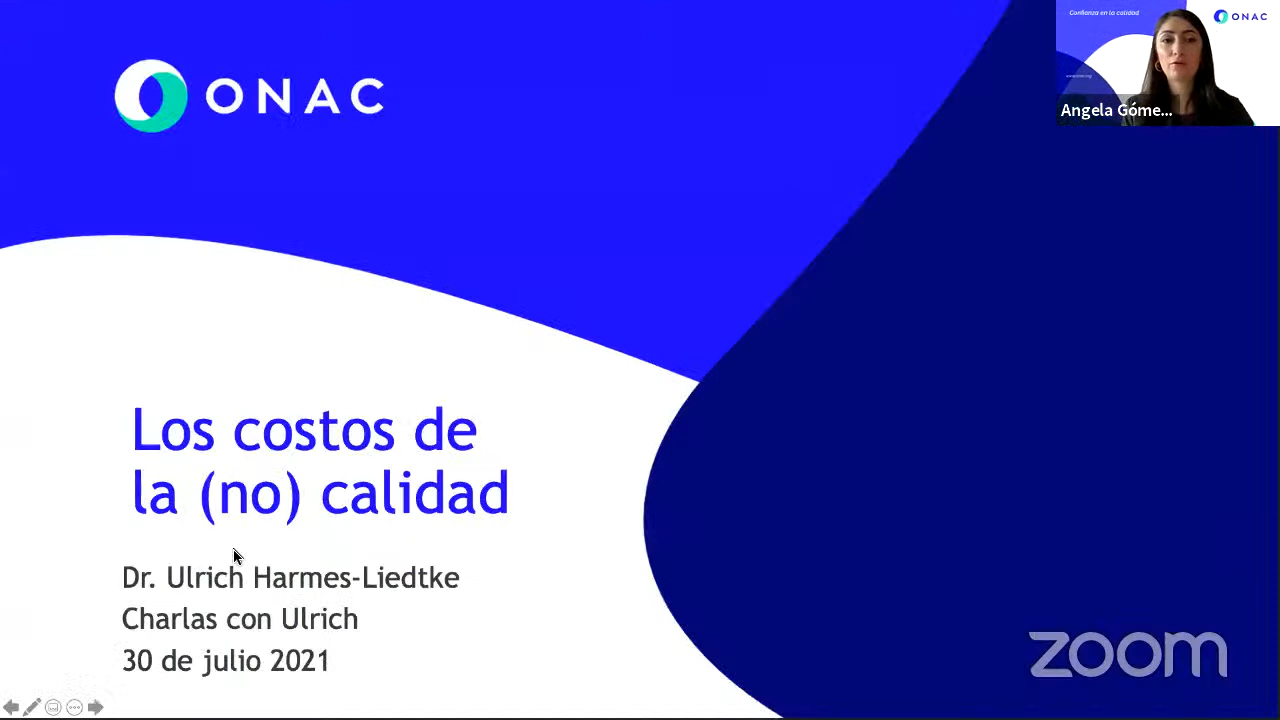 ONAC
Confianza en la calidad
ONAC
Angela Góme...
Los costos de
la (no) calidad
Dr. Ulrich Harmes-Liedtke
Charlas con Ulrich
30 de julio 2021
zoom